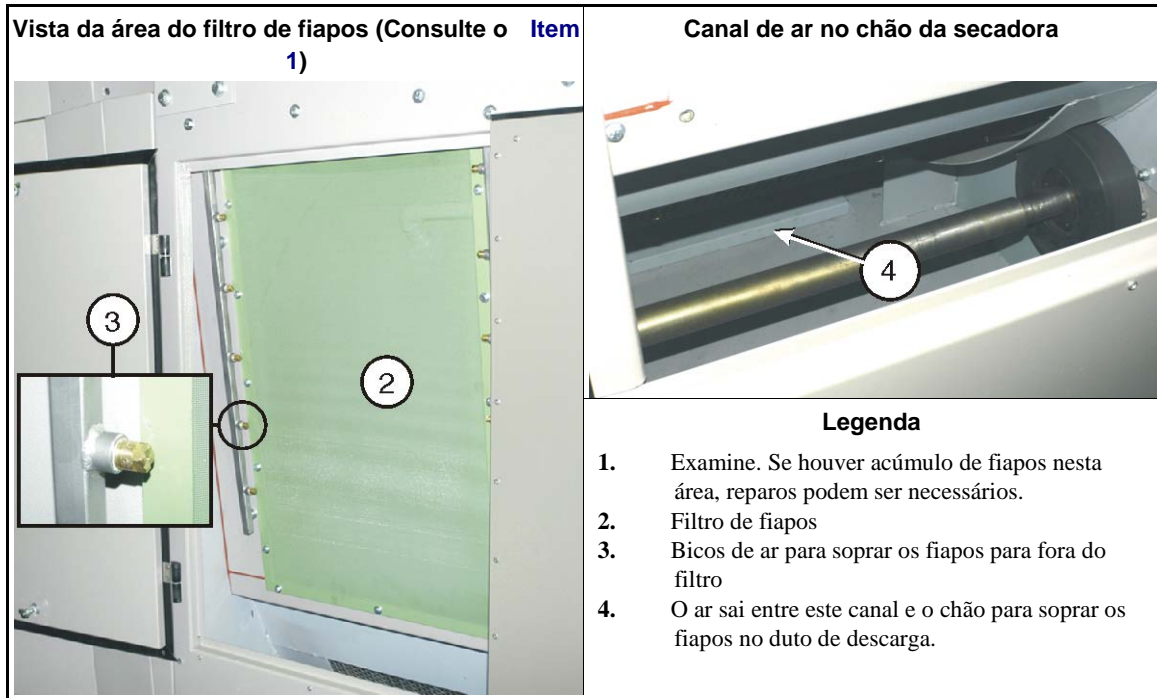 Vista da área do filtro de fiapos (Consulte o Item
1)
3
2
Canal de ar no chão da secadora
4
Legenda
1. Examine. Se houver acúmulo de fiapos nesta
área, reparos podem ser necessários.
2. Filtro de fiapos
3. Bicos de ar para soprar os fiapos para fora do
filtro
4. O ar sai entre este canal e o chão para soprar os
fiapos no duto de descarga.